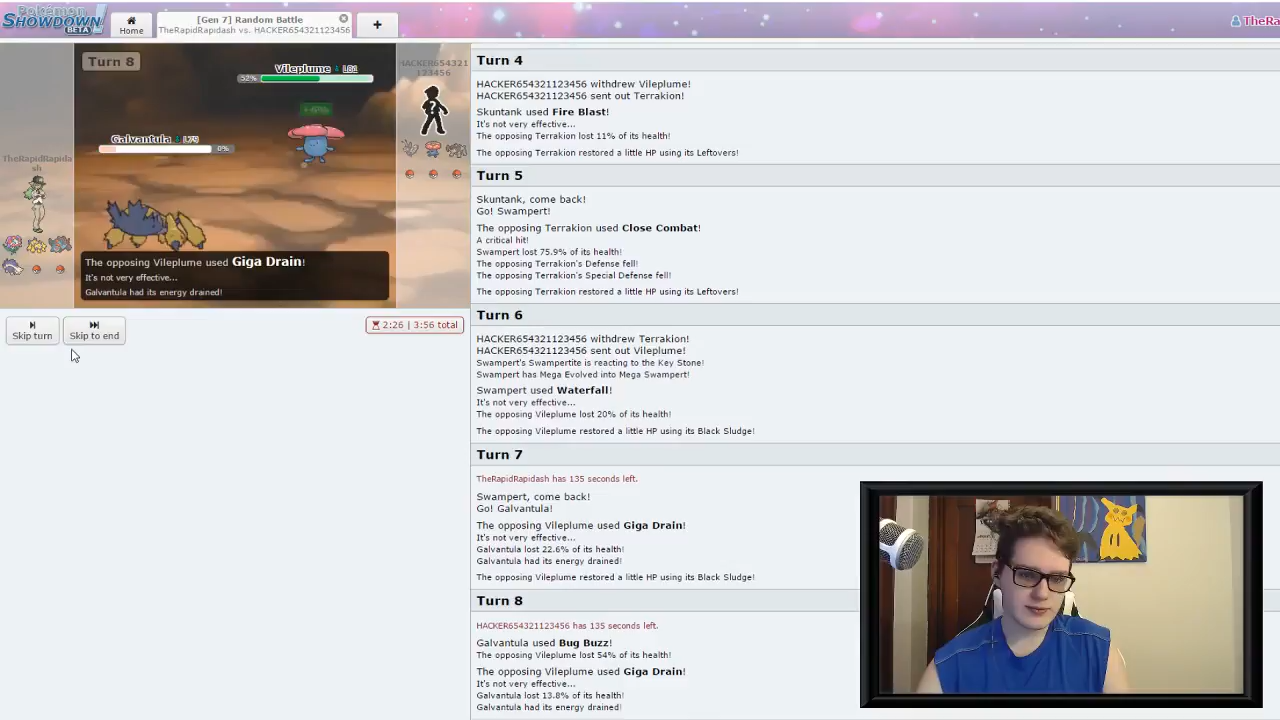 Pokémon
SHOWDOWN
BETA
Home
[Gen 7] Random Battle
TheRapidRapidash vs. HACKER654321123456
+
TheRa
Turn 8
Vileplume L81
52%
Galvantula L79
0%
HACKER654321
123456
TheRapidRapida
sh
The opposing Vileplume used Giga Drain!
It's not very effective...
Galvantula had its energy drained!
Skip turn
Skip to end
2:26 | 3:56 total
Turn 4
HACKER654321123456 withdrew Vileplume!
HACKER654321123456 sent out Terrakion!
Skuntank used Fire Blast!
It's not very effective...
The opposing Terrakion lost 11% of its health!
The opposing Terrakion restored a little HP using its Leftovers!
Turn 5
Skuntank, come back!
Go! Swampert!
The opposing Terrakion used Close Combat!
A critical hit!
Swampert lost 75.9% of its health!
The opposing Terrakion's Defense fell!
The opposing Terrakion's Special Defense fell!
The opposing Terrakion restored a little HP using its Leftovers!
Turn 6
HACKER654321123456 withdrew Terrakion!
HACKER654321123456 sent out Vileplume!
Swampert's Swampertite is reacting to the Key Stone!
Swampert has Mega Evolved into Mega Swampert!
Swampert used Waterfall!
It's not very effective...
The opposing Vileplume lost 20% of its health!
The opposing Vileplume restored a little HP using its Black Sludge!
Turn 7
TheRapidRapidash has 135 seconds left.
Swampert, come back!
Go! Galvantula!
The opposing Vileplume used Giga Drain!
It's not very effective...
Galvantula lost 22.6% of its health!
Galvantula had its energy drained!
The opposing Vileplume restored a little HP using its Black Sludge!
Turn 8
HACKER654321123456 has 135 seconds left.
Galvantula used Bug Buzz!
The opposing Vileplume lost 54% of its health!
The opposing Vileplume used Giga Drain!
It's not very effective...
Galvantula lost 13.8% of its health!
Galvantula had its energy drained!